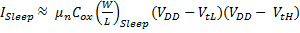 I_Sleep ≈ μ_n C_ox (W/L)_Sleep (V_DD − V_tL)(V_DD − V_tH)